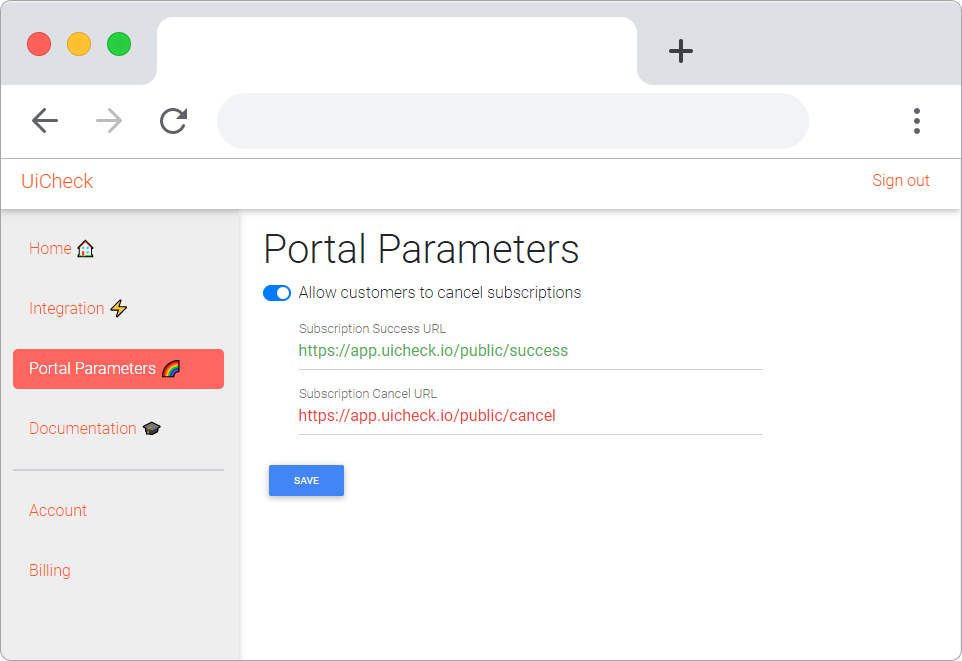 UiCheck
Sign out
Home 🏠
Integration ⚡
Portal Parameters 🌈
Documentation 🎓
Account
Billing
Portal Parameters
Allow customers to cancel subscriptions
Subscription Success URL
https://app.uicheck.io/public/success
Subscription Cancel URL
https://app.uicheck.io/public/cancel
SAVE